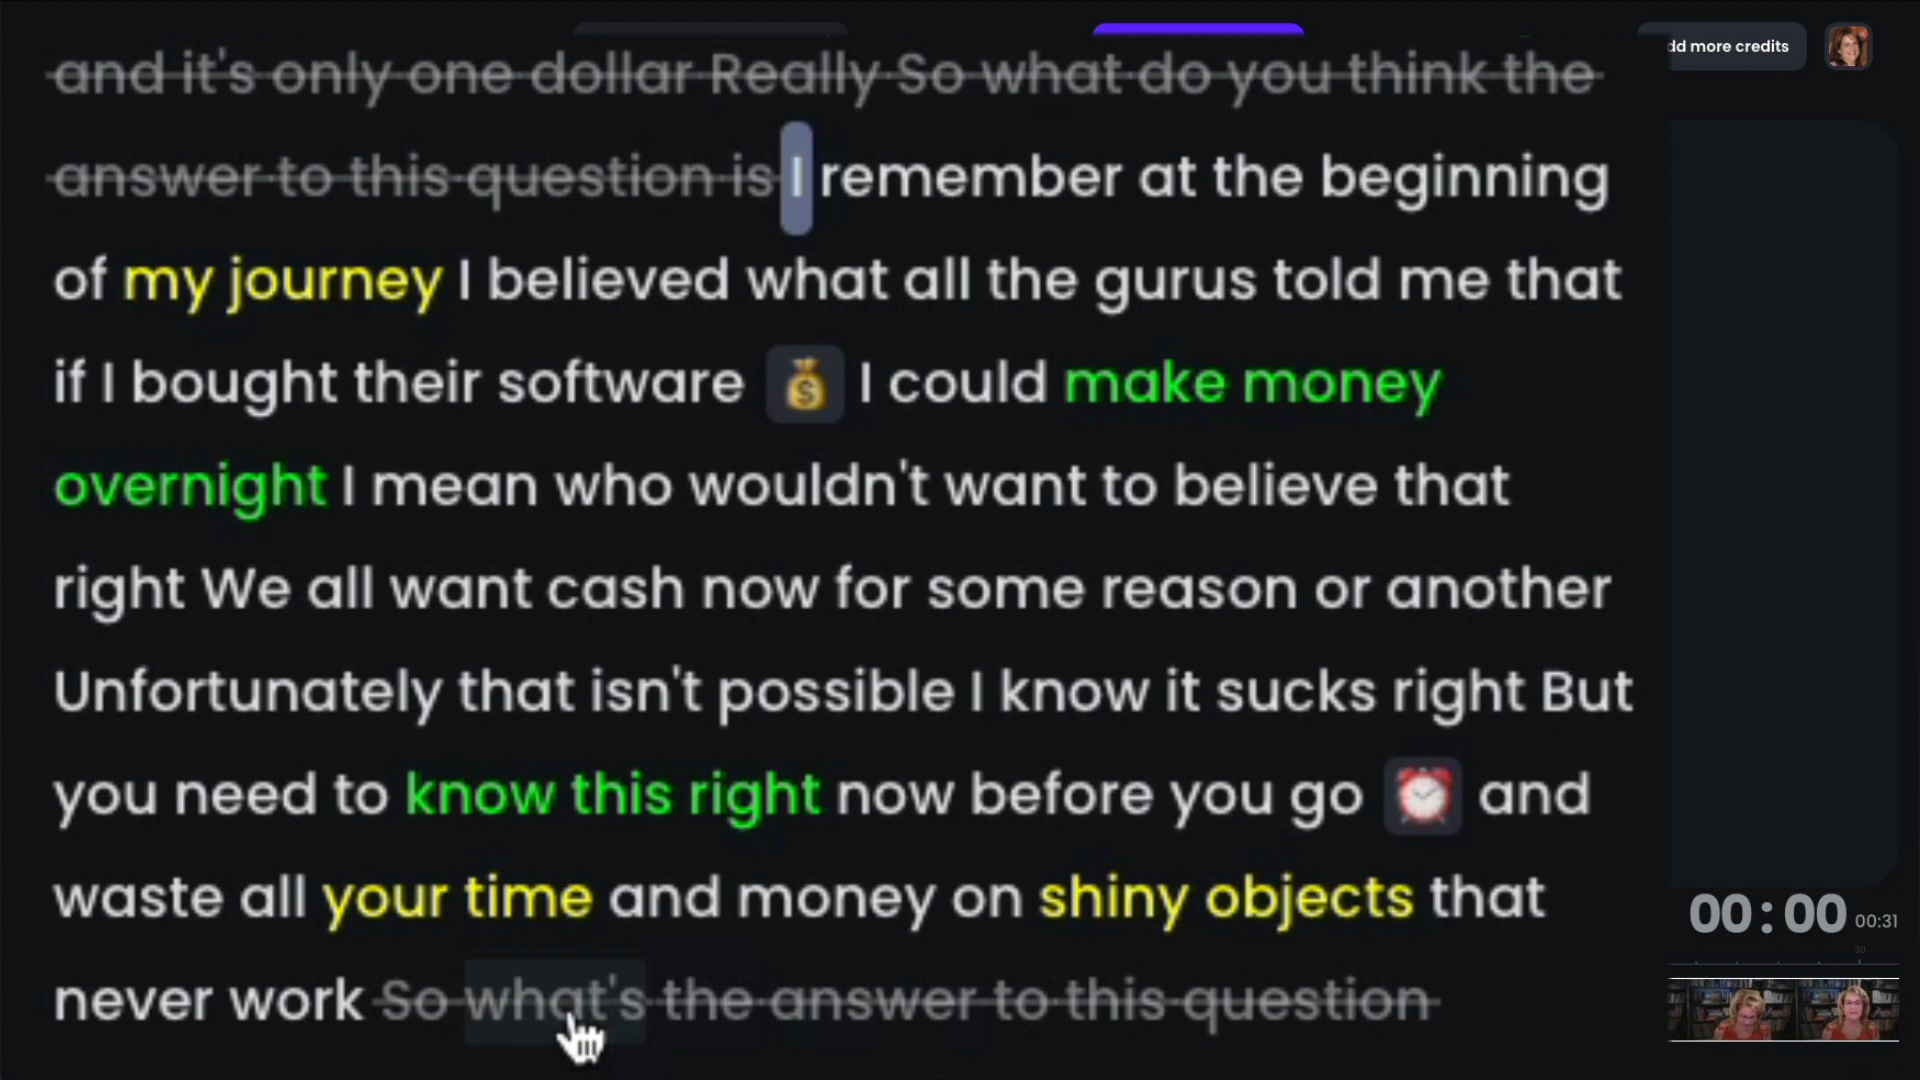 dd more credits
and it's only one dollar Really So what do you think the
answer to this question is I remember at the beginning
of my journey I believed what all the gurus told me that
if I bought their software 💰 I could make money
overnight I mean who wouldn't want to believe that
right We all want cash now for some reason or another
Unfortunately that isn't possible I know it sucks right But
you need to know this right now before you go ⏰ and
waste all your time and money on shiny objects that
never work So what's the answer to this question
00:00 00:31
30